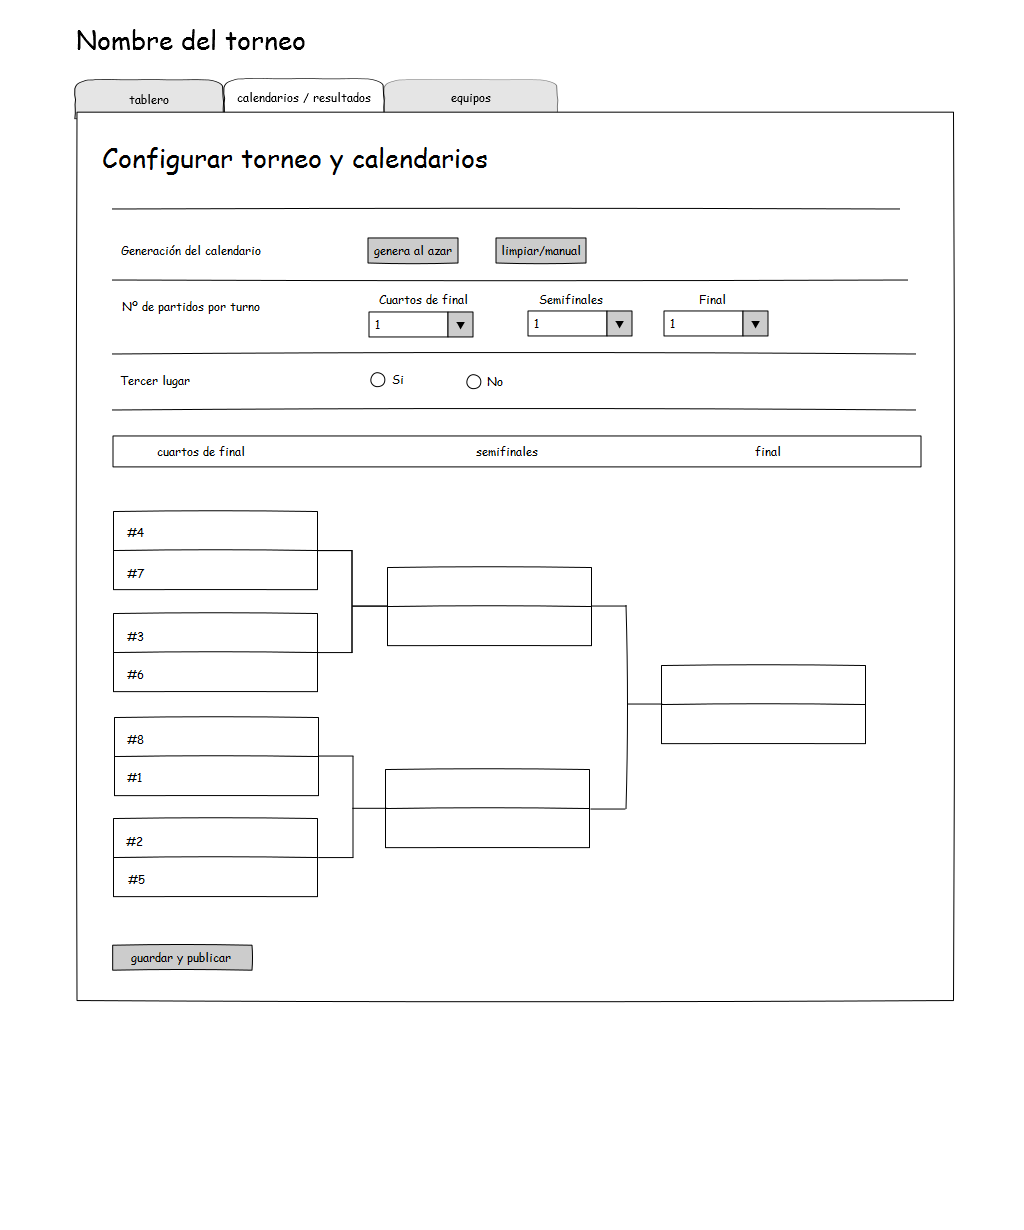 Nombre del torneo
tablero calendarios / resultados equipos
Configurar torneo y calendarios
Generación del calendario genera al azar limpiar/manual
Cuartos de final Semifinales Final
Nº de partidos por turno
1 1 1
Tercer lugar Si No
cuartos de final semifinales final
#4
#7
#3
#6
#8
#1
#2
#5
guardar y publicar